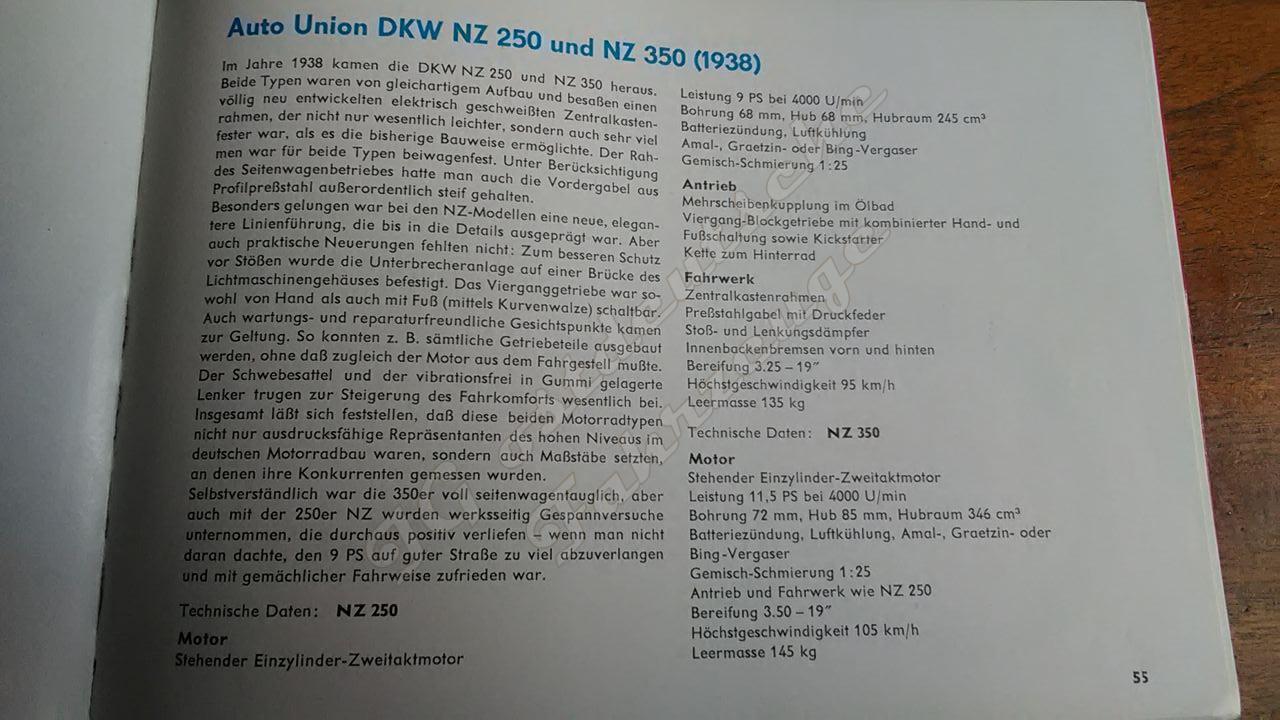 Auto Union DKW NZ 250 und NZ 350 (1938)
Im Jahre 1938 kamen die DKW NZ 250 und NZ 350 heraus.
Beide Typen waren von gleichartigem Aufbau und besaßen einen
völlig neu entwickelten elektrisch geschweißten Zentralkasten-
rahmen, der nicht nur wesentlich leichter, sondern auch sehr viel
fester war, als es die bisherige Bauweise ermöglichte. Der Rah-
men war für beide Typen beiwagenfest. Unter Berücksichtigung
des Seitenwagenbetriebes hatte man auch die Vordergabel aus
Profilpreßstahl außerordentlich steif gehalten.
Besonders gelungen war bei den NZ-Modellen eine neue, elegan-
tere Linienführung, die bis in die Details ausgeprägt war. Aber
auch praktische Neuerungen fehlten nicht: Zum besseren Schutz
vor Stößen wurde die Unterbrecheranlage auf einer Brücke des
Lichtmaschinengehäuses befestigt. Das Vierganggetriebe war so-
wohl von Hand als auch mit Fuß (mittels Kurvenwalze) schaltbar.
Auch wartungs- und reparaturfreundliche Gesichtspunkte kamen
zur Geltung. So konnten z. B. sämtliche Getriebeteile ausgebaut
werden, ohne daß zugleich der Motor aus dem Fahrgestell mußte.
Der Schwebesattel und der vibrationsfrei in Gummi gelagerte
Lenker trugen zur Steigerung des Fahrkomforts wesentlich bei.
Insgesamt läßt sich feststellen, daß diese beiden Motorradtypen
nicht nur ausdrucksfähige Repräsentanten des hohen Niveaus im
deutschen Motorradbau waren, sondern auch Maßstäbe setzten,
an denen ihre Konkurrenten gemessen wurden.
Selbstverständlich war die 350er voll seitenwagentauglich, aber
auch mit der 250er NZ wurden werksseitig Gespannversuche
unternommen, die durchaus positiv verliefen – wenn man nicht
daran dachte, den 9 PS auf guter Straße zu viel abzuverlangen
und mit gemächlicher Fahrweise zufrieden war.
Technische Daten: NZ 250
Motor
Stehender Einzylinder-Zweitaktmotor
Leistung 9 PS bei 4000 U/min
Bohrung 68 mm, Hub 68 mm, Hubraum 245 cm³
Batteriezündung, Luftkühlung
Amal-, Graetzin- oder Bing-Vergaser
Gemisch-Schmierung 1:25
Antrieb
Mehrscheibenkupplung im Ölbad
Viergang-Blockgetriebe mit kombinierter Hand- und
Fußschaltung sowie Kickstarter
Kette zum Hinterrad
Fahrwerk
Zentralkastenrahmen
Preßstahlgabel mit Druckfeder
Stoß- und Lenkungsdämpfer
Innenbackenbremsen vorn und hinten
Bereifung 3.25 – 19″
Höchstgeschwindigkeit 95 km/h
Leermasse 135 kg
Technische Daten: NZ 350
Motor
Stehender Einzylinder-Zweitaktmotor
Leistung 11,5 PS bei 4000 U/min
Bohrung 72 mm, Hub 85 mm, Hubraum 346 cm³
Batteriezündung, Luftkühlung, Amal-, Graetzin- oder
Bing-Vergaser
Gemisch-Schmierung 1:25
Antrieb und Fahrwerk wie NZ 250
Bereifung 3.50 – 19″
Höchstgeschwindigkeit 105 km/h
Leermasse 145 kg
55